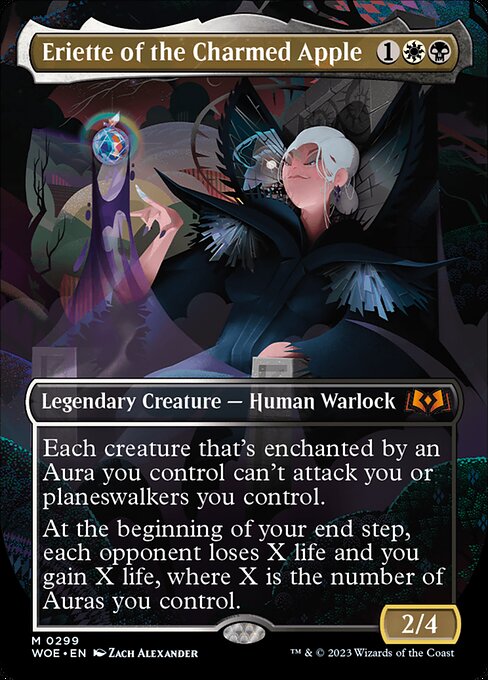 Eriette of the Charmed Apple 1
Legendary Creature — Human Warlock
Each creature that's enchanted by an
Aura you control can't attack you or
planeswalkers you control.
At the beginning of your end step,
each opponent loses X life and you
gain X life, where X is the number of
Auras you control.
2/4
M 0299
WOE • EN Zach Alexander
™ & © 2023 Wizards of the Coast